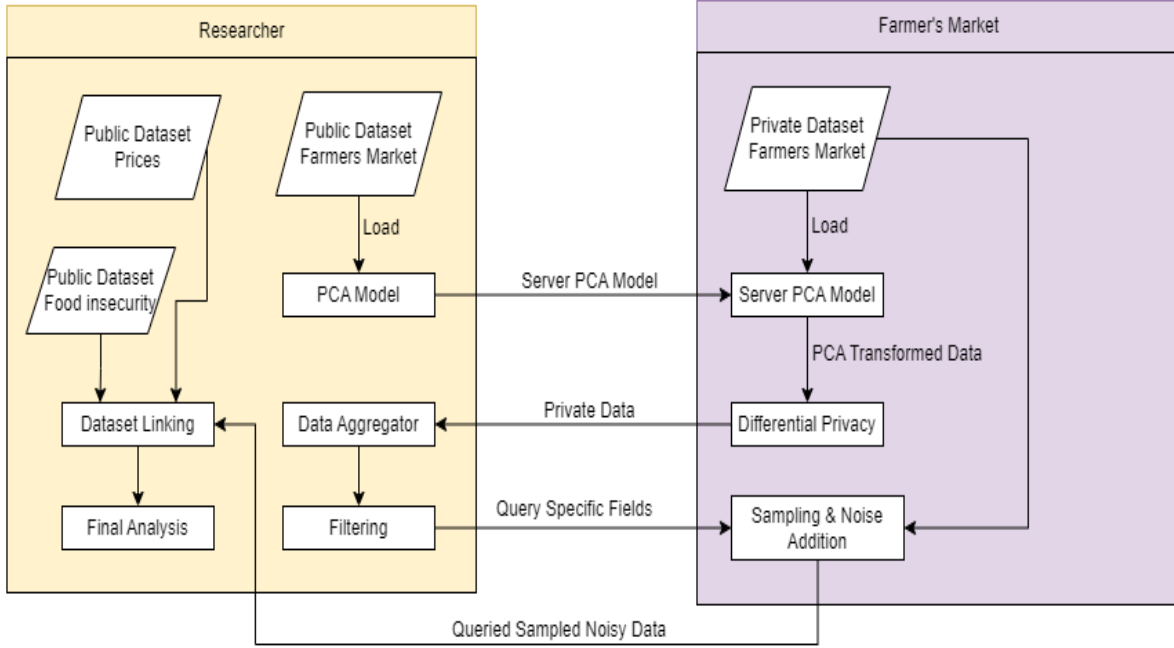 Researcher
Farmer's Market
Public Dataset
Prices
Public Dataset
Farmers Market
Private Dataset
Farmers Market
Load
Load
Public Dataset
Food insecurity
PCA Model
Server PCA Model
Server PCA Model
PCA Transformed Data
Dataset Linking
Data Aggregator
Private Data
Differential Privacy
Final Analysis
Filtering
Query Specific Fields
Sampling & Noise
Addition
Queried Sampled Noisy Data